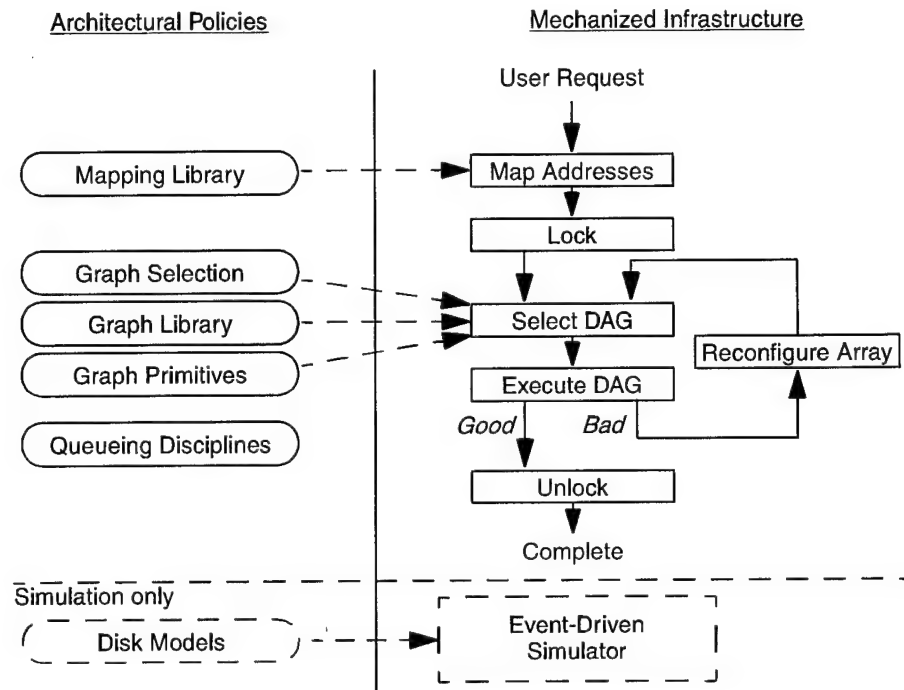 Architectural Policies
Mechanized Infrastructure
User Request
Mapping Library
Map Addresses
Lock
Graph Selection
Graph Library
Select DAG
Graph Primitives
Reconfigure Array
Execute DAG
Good
Bad
Queueing Disciplines
Unlock
Complete
Simulation only
Disk Models
Event-Driven
Simulator